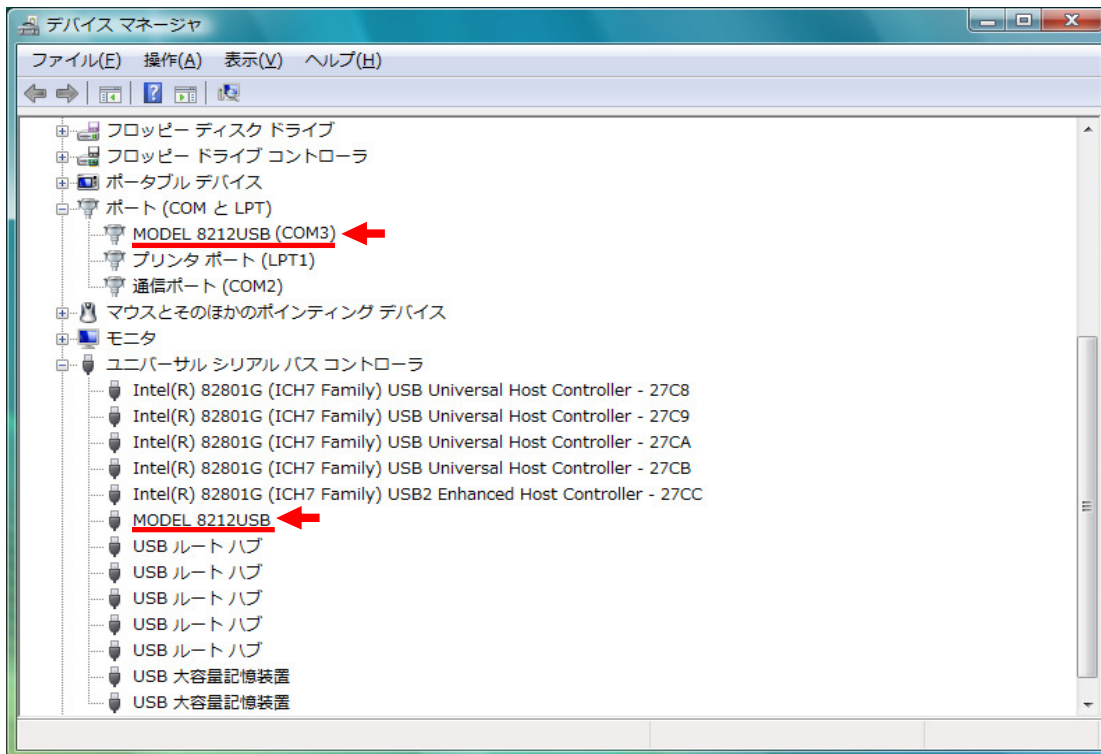 デバイス マネージャ
ファイル(F) 操作(A) 表示(V) ヘルプ(H)
フロッピー ディスク ドライブ
フロッピー ドライブ コントローラ
ポータブル デバイス
ポート (COM と LPT)
MODEL 8212USB (COM3)
プリンタ ポート (LPT1)
通信ポート (COM2)
マウスとそのほかのポインティング デバイス
モニタ
ユニバーサル シリアル バス コントローラ
Intel(R) 82801G (ICH7 Family) USB Universal Host Controller - 27C8
Intel(R) 82801G (ICH7 Family) USB Universal Host Controller - 27C9
Intel(R) 82801G (ICH7 Family) USB Universal Host Controller - 27CA
Intel(R) 82801G (ICH7 Family) USB Universal Host Controller - 27CB
Intel(R) 82801G (ICH7 Family) USB2 Enhanced Host Controller - 27CC
MODEL 8212USB
USB ルート ハブ
USB ルート ハブ
USB ルート ハブ
USB ルート ハブ
USB ルート ハブ
USB 大容量記憶装置
USB 大容量記憶装置